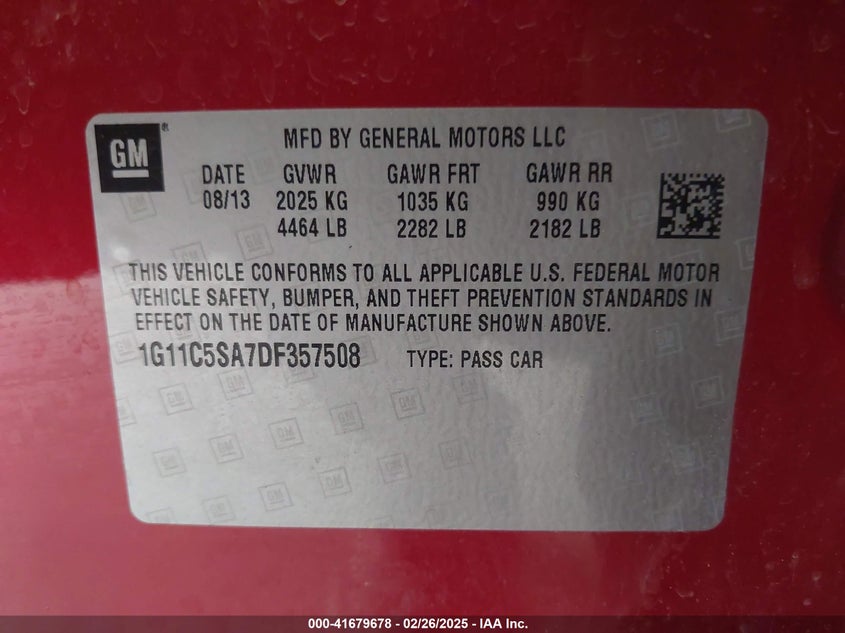 GM
MFD BY GENERAL MOTORS LLC
DATE GVWR GAWR FRT GAWR RR
08/13 2025 KG 1035 KG 990 KG
4464 LB 2282 LB 2182 LB
THIS VEHICLE CONFORMS TO ALL APPLICABLE U.S. FEDERAL MOTOR
VEHICLE SAFETY, BUMPER, AND THEFT PREVENTION STANDARDS IN
EFFECT ON THE DATE OF MANUFACTURE SHOWN ABOVE.
1G11C5SA7DF357508 TYPE: PASS CAR
000-41679678 - 02/26/2025 - IAA Inc.